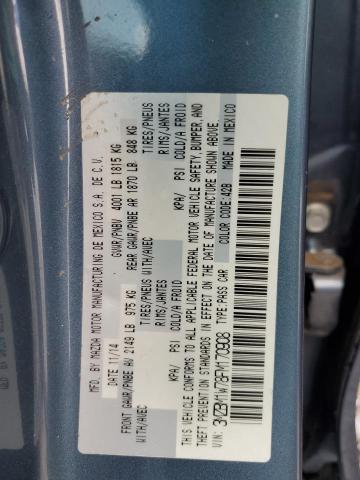 MFD. BY MAZDA MOTOR MANUFACTURING DE MEXICO S.A. DE C.V.
DATE: 11/14 GVWR/PNBV 4001 LB 1815 KG
FRONT GAWR/PNBE AV 2149 LB 975 KG REAR GAWR/PNBE AR 1870 LB 848 KG
WITH/AVEC TIRES/PNEUS WITH/AVEC TIRES/PNEUS
RIMS/JANTES RIMS/JANTES
KPA/ PSI COLD/A FROID KPA/ PSI COLD/A FROID
THIS VEHICLE CONFORMS TO ALL APPLICABLE FEDERAL MOTOR VEHICLE SAFETY, BUMPER, AND
THEFT PREVENTION STANDARDS IN EFFECT ON THE DATE OF MANUFACTURE SHOWN ABOVE.
VIN: 3MZBM1W78FM170908 TYPE:PASS CAR COLOR:42B MADE IN MEXICO